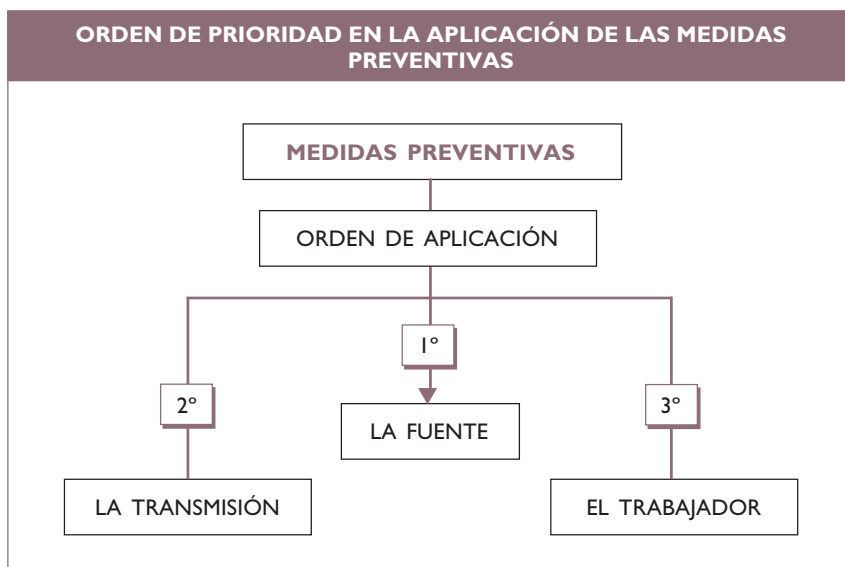 ORDEN DE PRIORIDAD EN LA APLICACIÓN DE LAS MEDIDAS
PREVENTIVAS
MEDIDAS PREVENTIVAS
ORDEN DE APLICACIÓN
1º
2º
3º
LA FUENTE
LA TRANSMISIÓN
EL TRABAJADOR